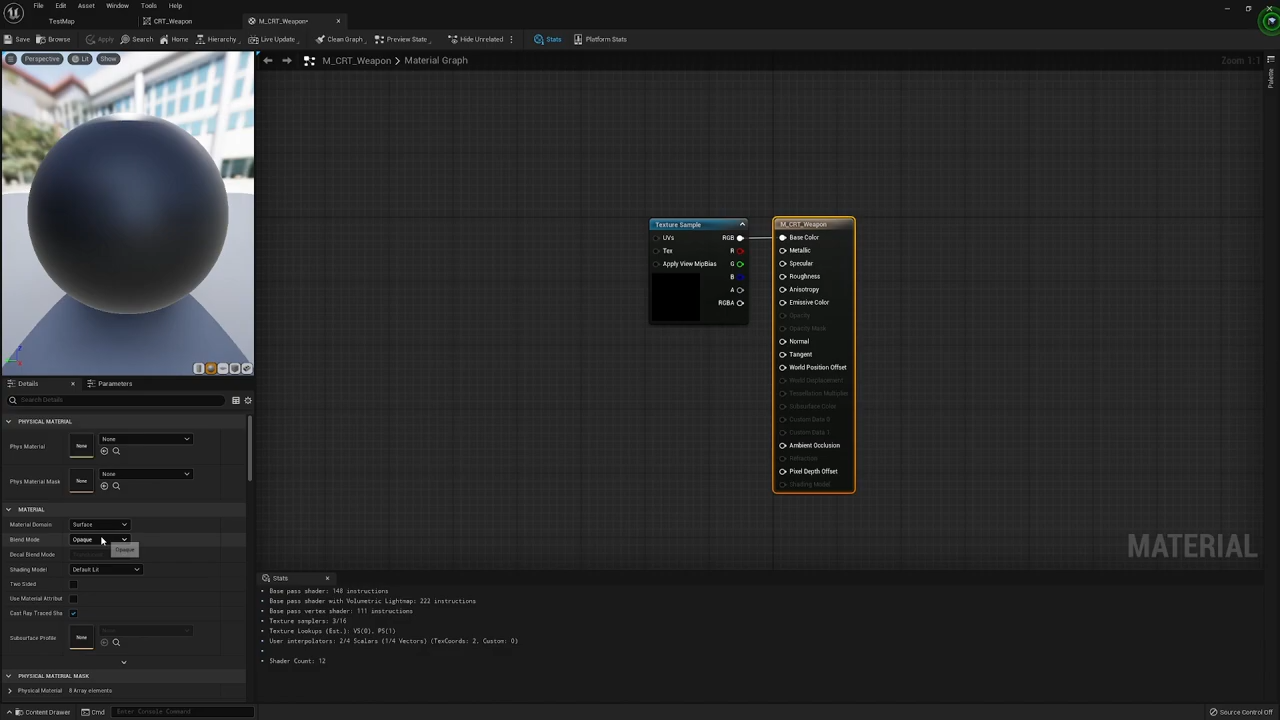 File Edit Asset Window Tools Help
TestMap CRT_Weapon M_CRT_Weapon•
Save Browse Apply Search Home Hierarchy Live Update Clean Graph Preview State Hide Unrelated Stats Platform Stats
Perspective Lit Show
M_CRT_Weapon > Material Graph
Zoom 1:1
Palette
Texture Sample
UVs RGB
Tex R
Apply View MipBias G
B
A
RGBA
M_CRT_Weapon
Base Color
Metallic
Specular
Roughness
Anisotropy
Emissive Color
Opacity
Opacity Mask
Normal
Tangent
World Position Offset
World Displacement
Tessellation Multiplier
Subsurface Color
Custom Data 0
Custom Data 1
Ambient Occlusion
Refraction
Pixel Depth Offset
Shading Model
MATERIAL
Details Parameters
Search Details
PHYSICAL MATERIAL
Phys Material None None
Phys Material Mask None None
MATERIAL
Material Domain Surface
Blend Mode Opaque
Opaque
Decal Blend Mode
Shading Model Default Lit
Two Sided
Use Material Attribut
Cast Ray Traced Sha
Subsurface Profile None None
PHYSICAL MATERIAL MASK
Physical Material 8 Array elements
Stats
Base pass shader: 148 instructions
Base pass shader with Volumetric Lightmap: 222 instructions
Base pass vertex shader: 111 instructions
Texture samplers: 3/16
Texture Lookups (Est.): VS(0), PS(1)
User interpolators: 2/4 Scalars (1/4 Vectors) (TexCoords: 2, Custom: 0)
Shader Count: 12
Content Drawer Cmd Enter Console Command Source Control Off